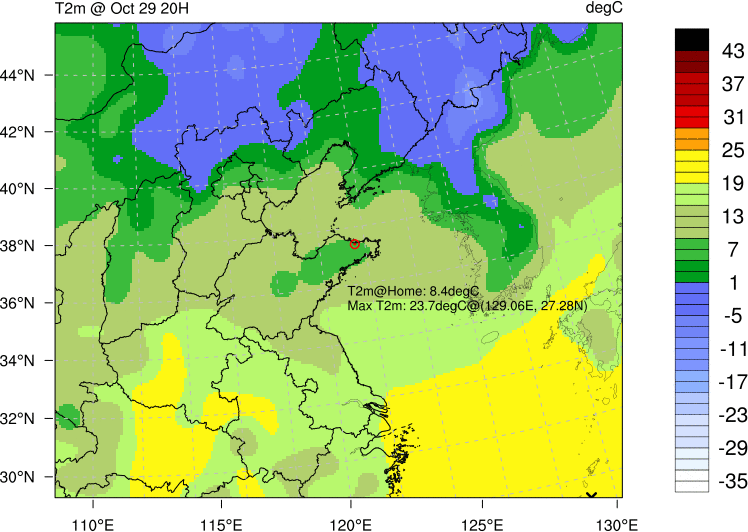 T2m @ Oct 29 20H
degC
44°N
42°N
40°N
38°N
36°N
34°N
32°N
30°N
T2m@Home: 8.4degC
Max T2m: 23.7degC@(129.06E, 27.28N)
110°E
115°E
120°E
125°E
130°E
43
37
31
25
19
13
7
1
-5
-11
-17
-23
-29
-35